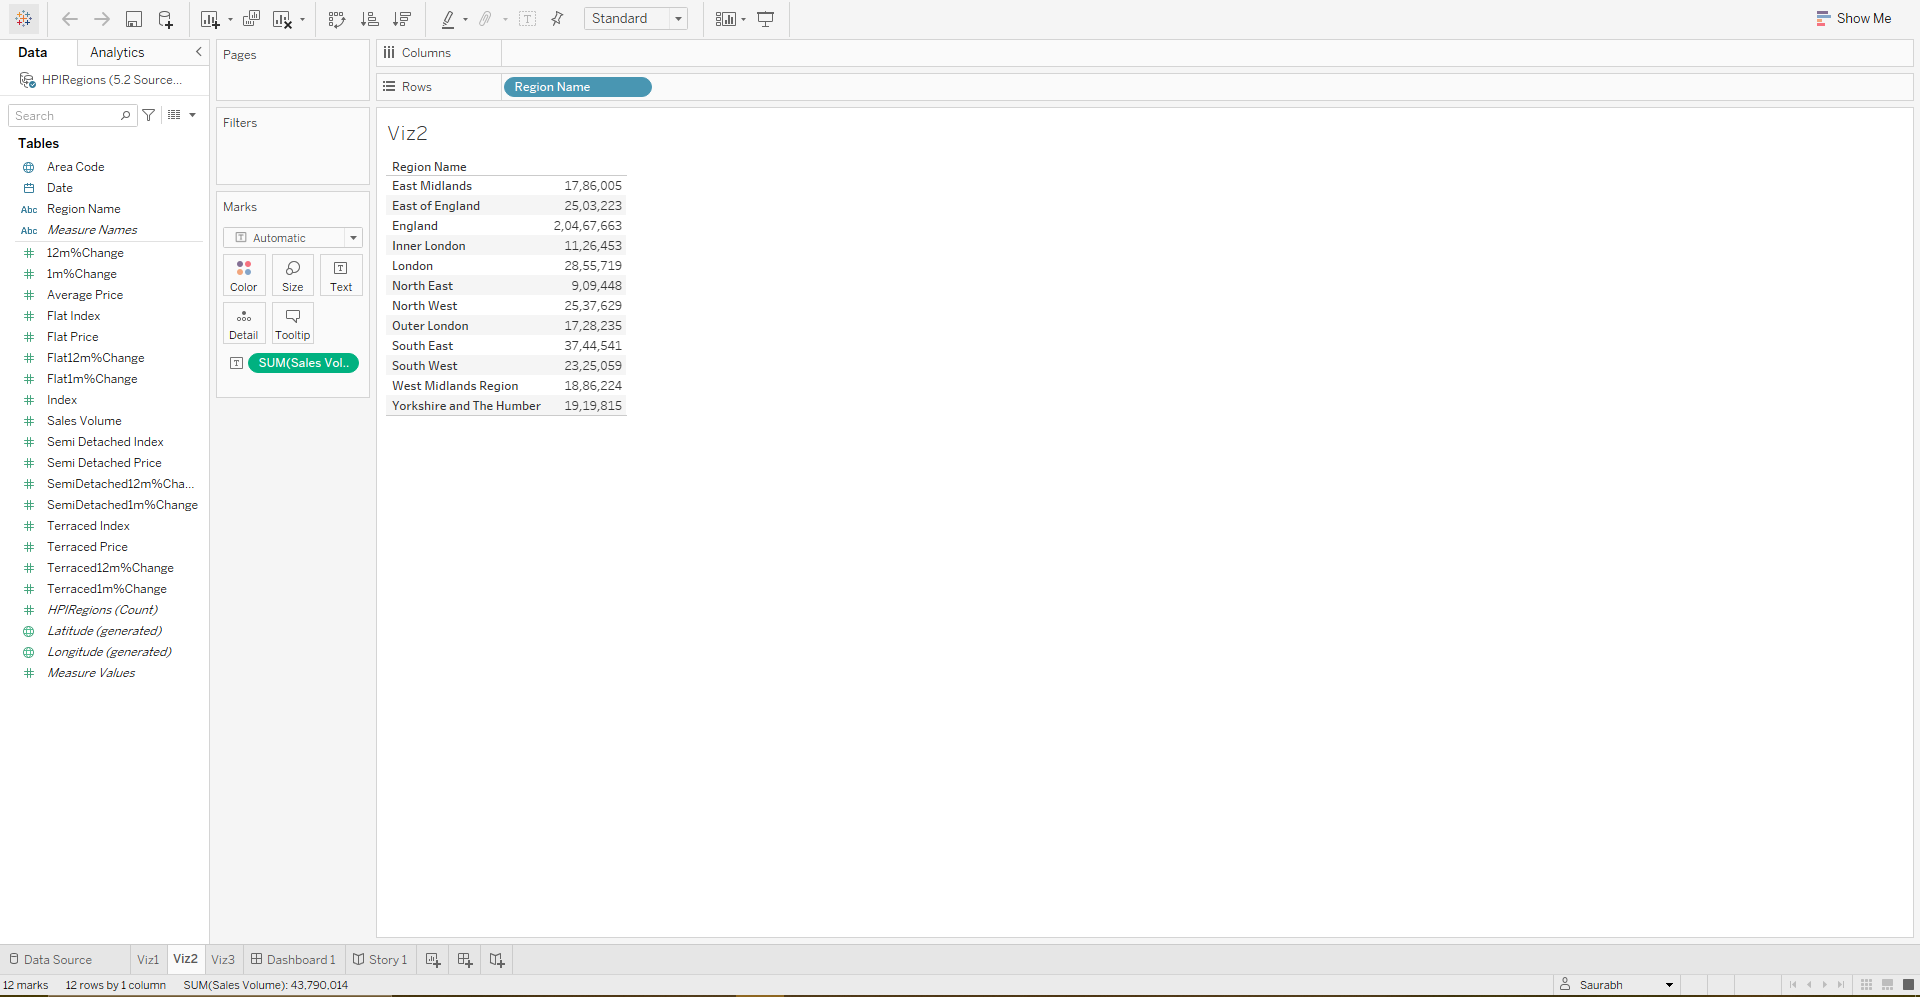 Standard
Show Me
Data
Analytics
HPIRegions (5.2 Source...
Search
Tables
Area Code
Date
Abc Region Name
Abc Measure Names
12m%Change
1m%Change
Average Price
Flat Index
Flat Price
Flat12m%Change
Flat1m%Change
Index
Sales Volume
Semi Detached Index
Semi Detached Price
SemiDetached12m%Cha...
SemiDetached1m%Change
Terraced Index
Terraced Price
Terraced12m%Change
Terraced1m%Change
HPIRegions (Count)
Latitude (generated)
Longitude (generated)
Measure Values
Pages
Filters
Marks
Automatic
Color Size Text
Detail Tooltip
SUM(Sales Vol..
Columns
Rows Region Name
Viz2
Region Name
East Midlands 17,86,005
East of England 25,03,223
England 2,04,67,663
Inner London 11,26,453
London 28,55,719
North East 9,09,448
North West 25,37,629
Outer London 17,28,235
South East 37,44,541
South West 23,25,059
West Midlands Region 18,86,224
Yorkshire and The Humber 19,19,815
Data Source Viz1 Viz2 Viz3 Dashboard 1 Story 1
12 marks 12 rows by 1 column SUM(Sales Volume): 43,790,014 Saurabh